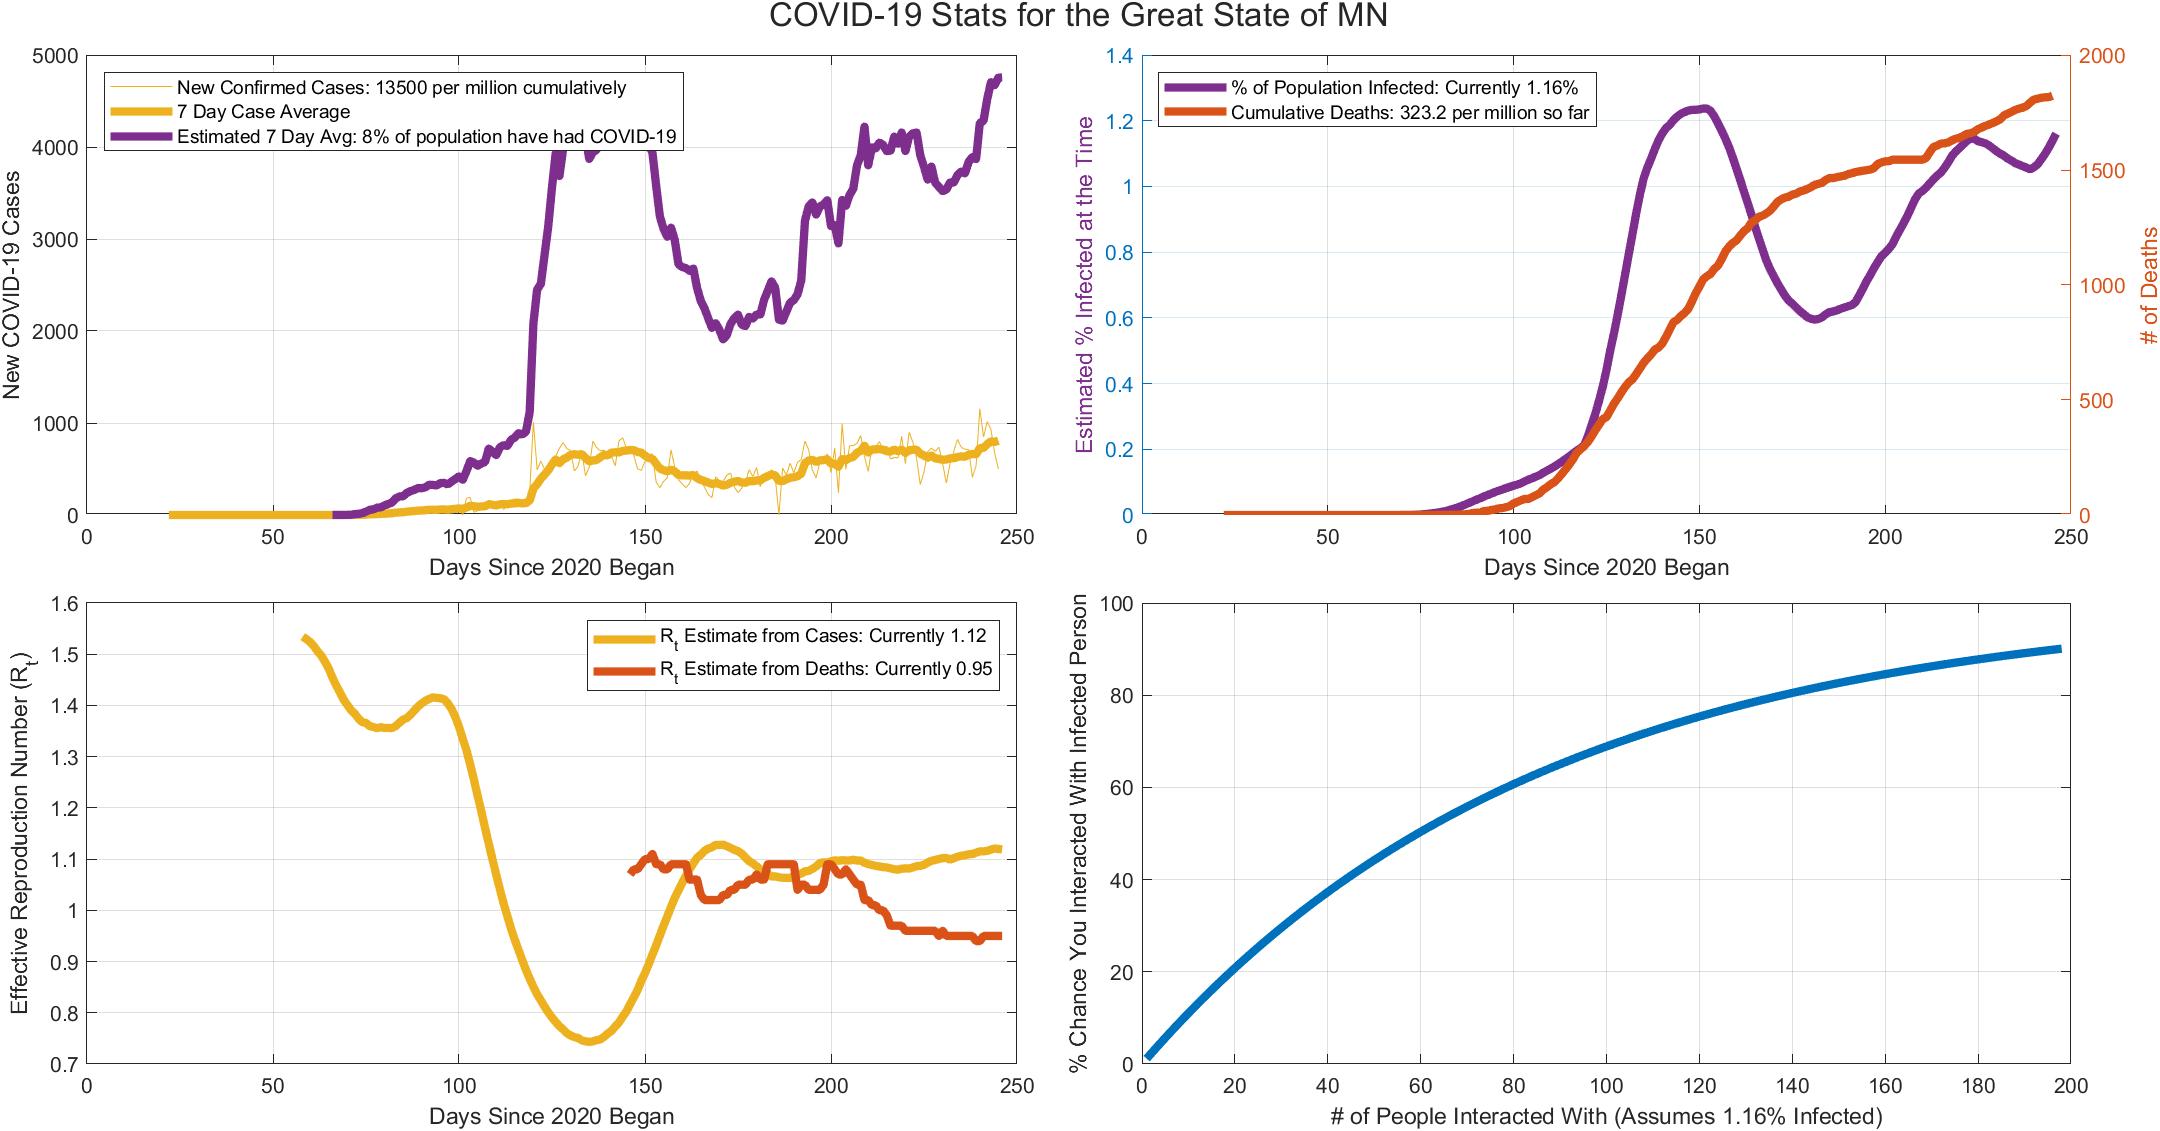 COVID-19 Stats for the Great State of MN
5000
4000
3000
2000
1000
0
New COVID-19 Cases
New Confirmed Cases: 13500 per million cumulatively
7 Day Case Average
Estimated 7 Day Avg: 8% of population have had COVID-19
0 50 100 150 200 250
Days Since 2020 Began
1.4
1.2
1
0.8
0.6
0.4
0.2
0
Estimated % Infected at the Time
% of Population Infected: Currently 1.16%
Cumulative Deaths: 323.2 per million so far
2000
1500
1000
500
0
# of Deaths
0 50 100 150 200 250
Days Since 2020 Began
1.6
1.5
1.4
1.3
1.2
1.1
1
0.9
0.8
0.7
Effective Reproduction Number (Rt)
Rt Estimate from Cases: Currently 1.12
Rt Estimate from Deaths: Currently 0.95
0 50 100 150 200 250
Days Since 2020 Began
100
80
60
40
20
0
% Chance You Interacted With Infected Person
0 20 40 60 80 100 120 140 160 180 200
# of People Interacted With (Assumes 1.16% Infected)